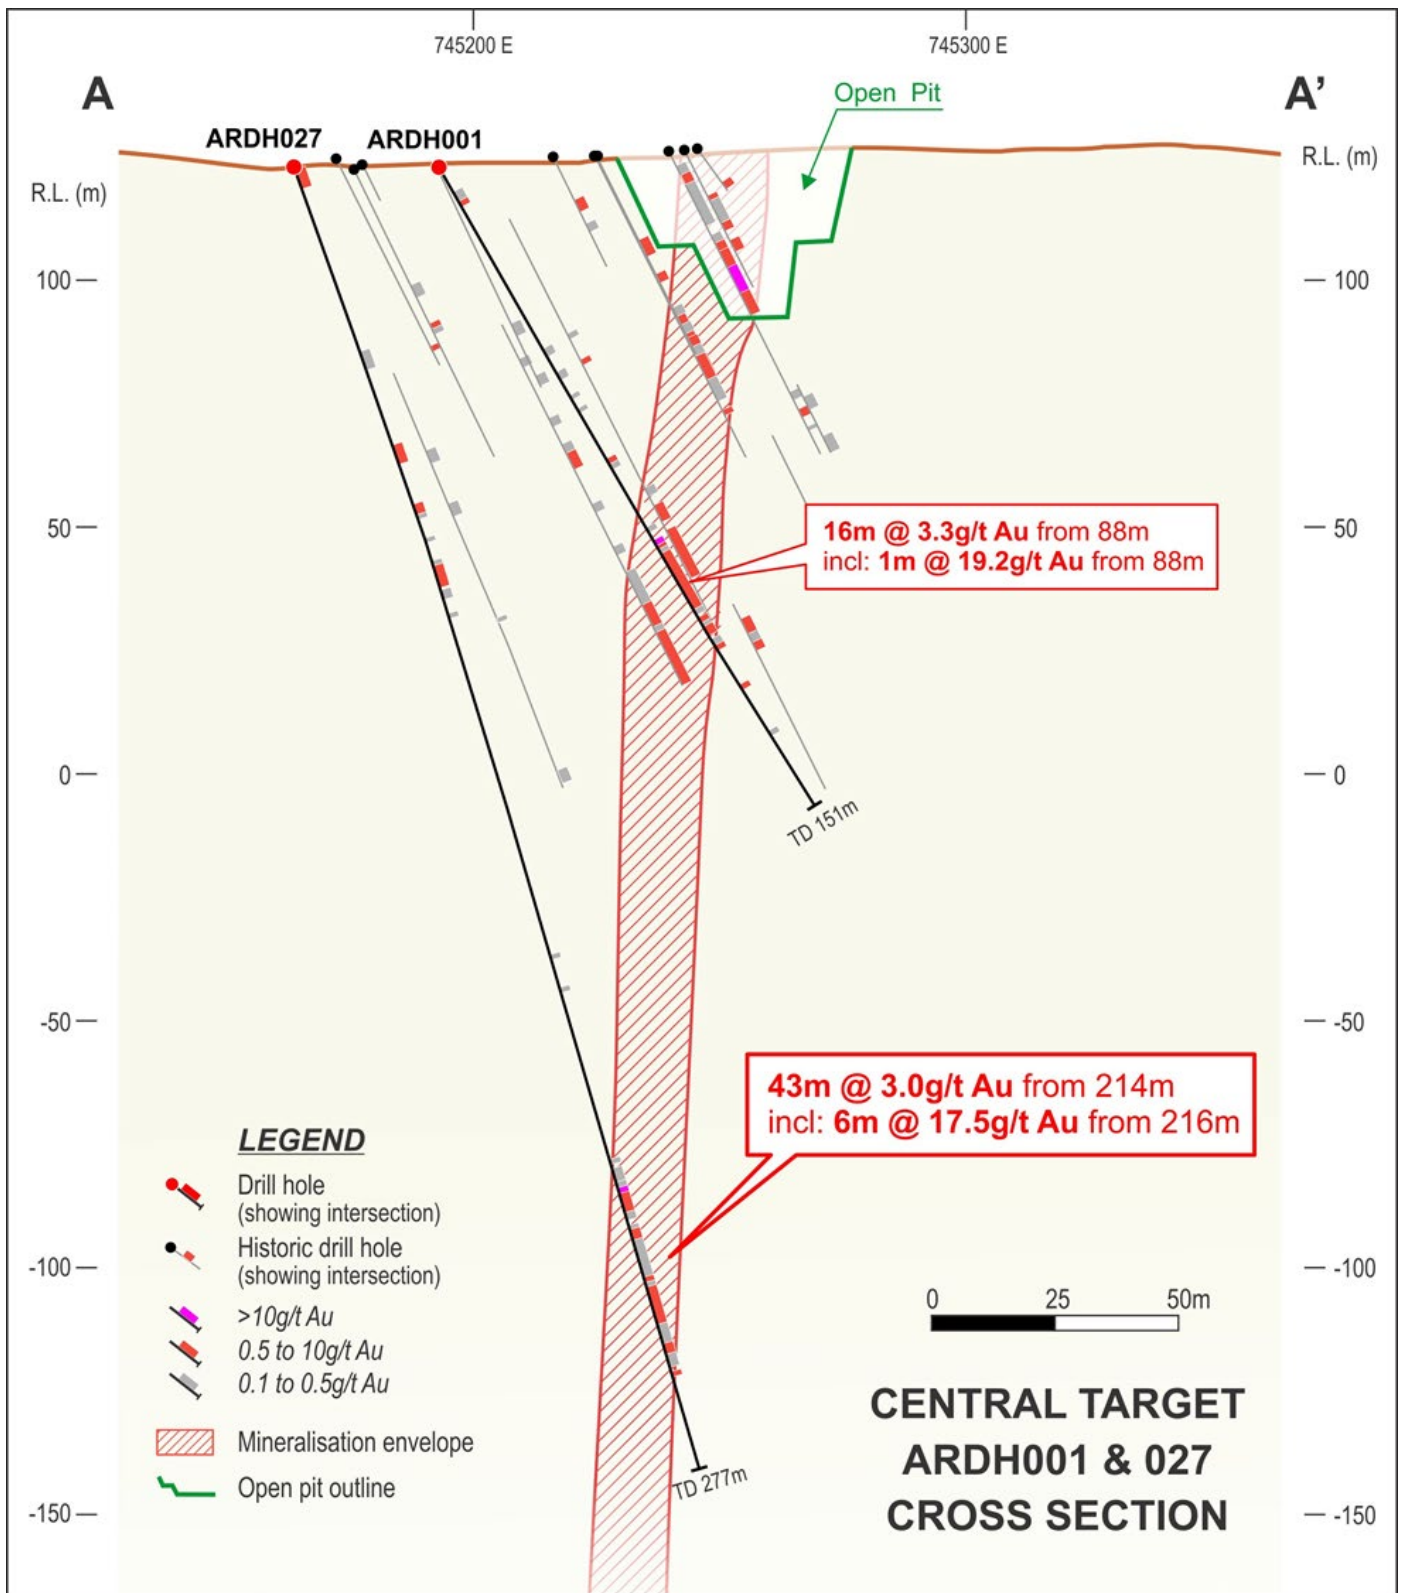 745200 E
745300 E
A
A’
Open Pit
ARDH027
ARDH001
R.L. (m)
R.L. (m)
100
100
50
50
16m @ 3.3g/t Au from 88m
incl: 1m @ 19.2g/t Au from 88m
0
0
TD 151m
-50
-50
43m @ 3.0g/t Au from 214m
incl: 6m @ 17.5g/t Au from 216m
LEGEND
Drill hole
(showing intersection)
Historic drill hole
(showing intersection)
>10g/t Au
0.5 to 10g/t Au
0.1 to 0.5g/t Au
Mineralisation envelope
Open pit outline
-100
-100
0 25 50m
TD 277m
CENTRAL TARGET
ARDH001 & 027
CROSS SECTION
-150
-150